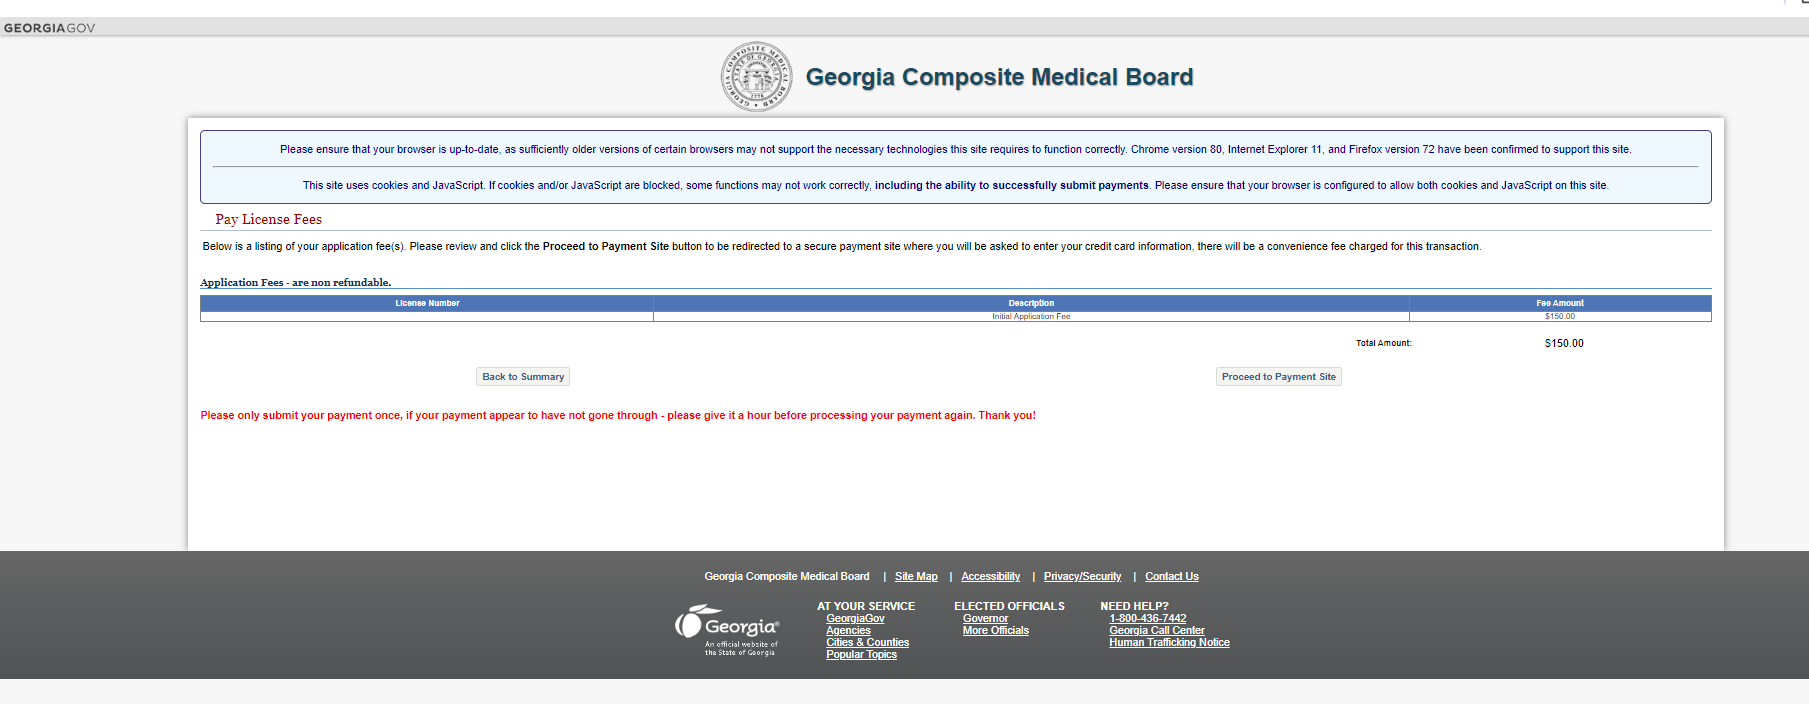 GEORGIAGOV
Georgia Composite Medical Board
Please ensure that your browser is up-to-date, as sufficiently older versions of certain browsers may not support the necessary technologies this site requires to function correctly. Chrome version 80, Internet Explorer 11, and Firefox version 72 have been confirmed to support this site.
This site uses cookies and JavaScript. If cookies and/or JavaScript are blocked, some functions may not work correctly, including the ability to successfully submit payments. Please ensure that your browser is configured to allow both cookies and JavaScript on this site.
Pay License Fees
Below is a listing of your application fee(s). Please review and click the Proceed to Payment Site button to be redirected to a secure payment site where you will be asked to enter your credit card information, there will be a convenience fee charged for this transaction.
Application Fees - are non refundable.
License Number Description Fee Amount
Initial Application Fee $150.00
Total Amount: $150.00
Back to Summary Proceed to Payment Site
Please only submit your payment once, if your payment appear to have not gone through - please give it a hour before processing your payment again. Thank you!
Georgia Composite Medical Board | Site Map | Accessibility | Privacy/Security | Contact Us
Georgia®
An official website of
the State of Georgia
AT YOUR SERVICE
GeorgiaGov
Agencies
Cities & Counties
Popular Topics
ELECTED OFFICIALS
Governor
More Officials
NEED HELP?
1-800-436-7442
Georgia Call Center
Human Trafficking Notice